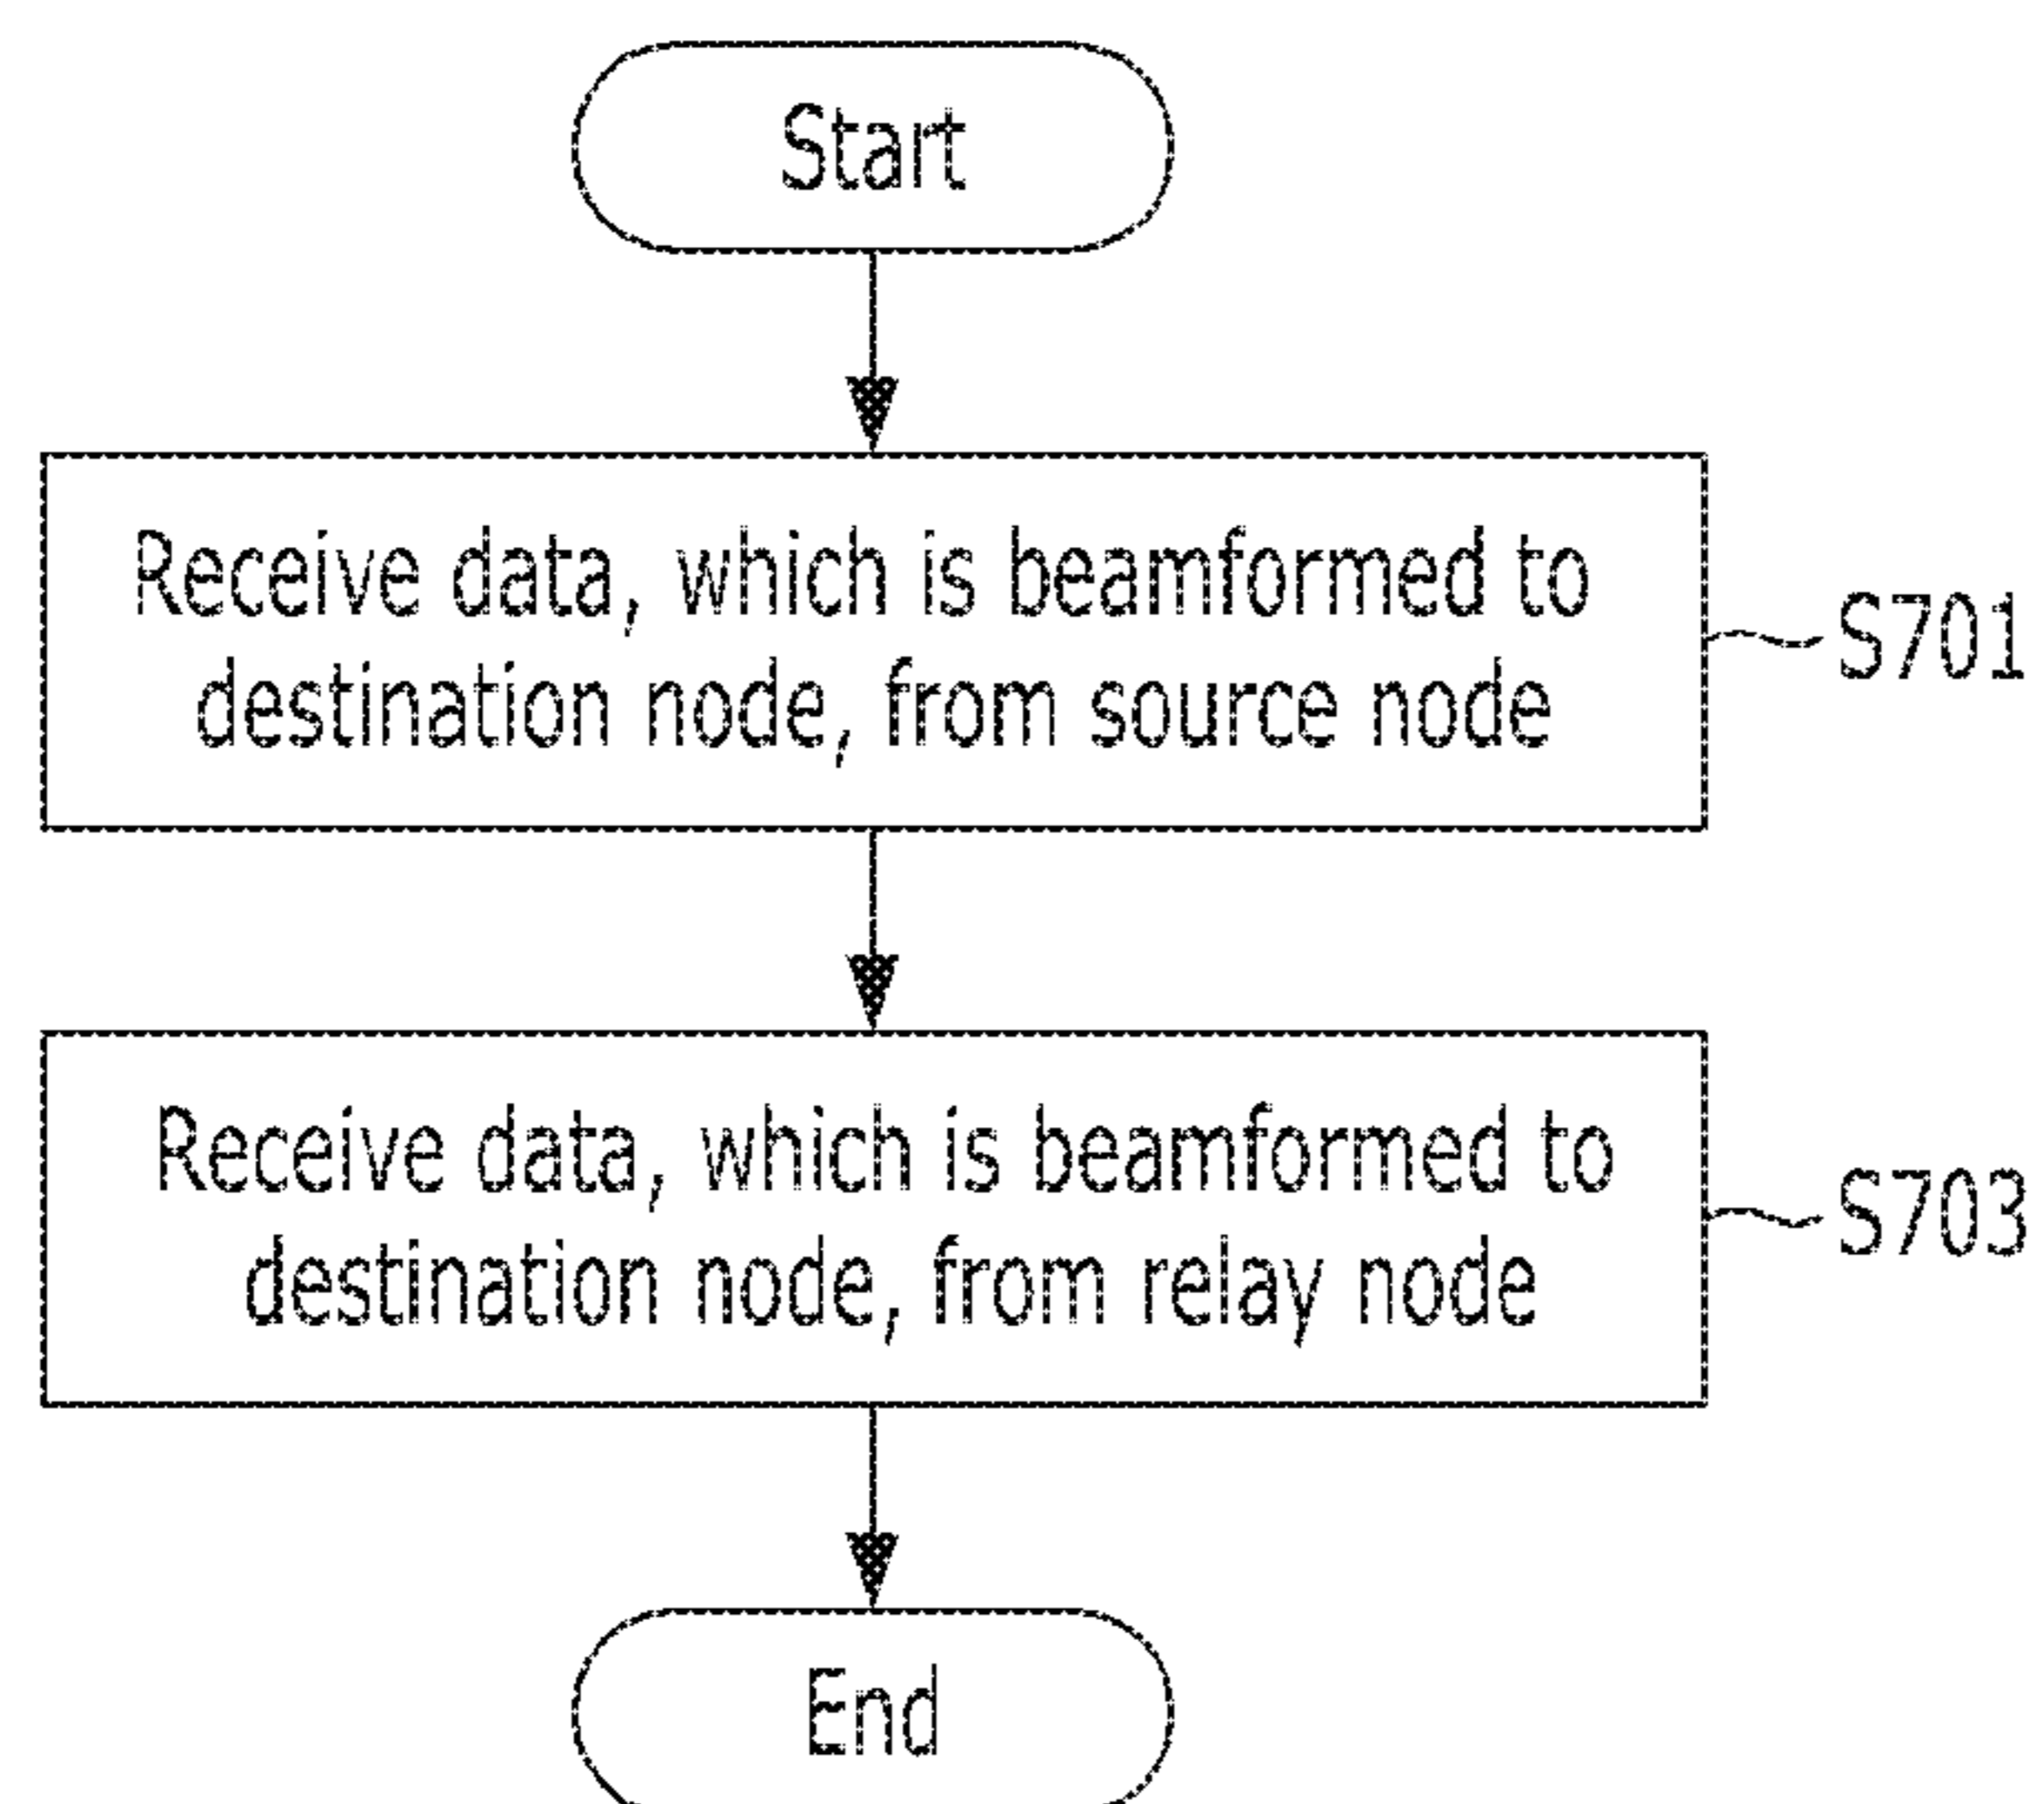 Start
Receive data, which is beamformed to
destination node, from source node
S701
Receive data, which is beamformed to
destination node, from relay node
S703
End